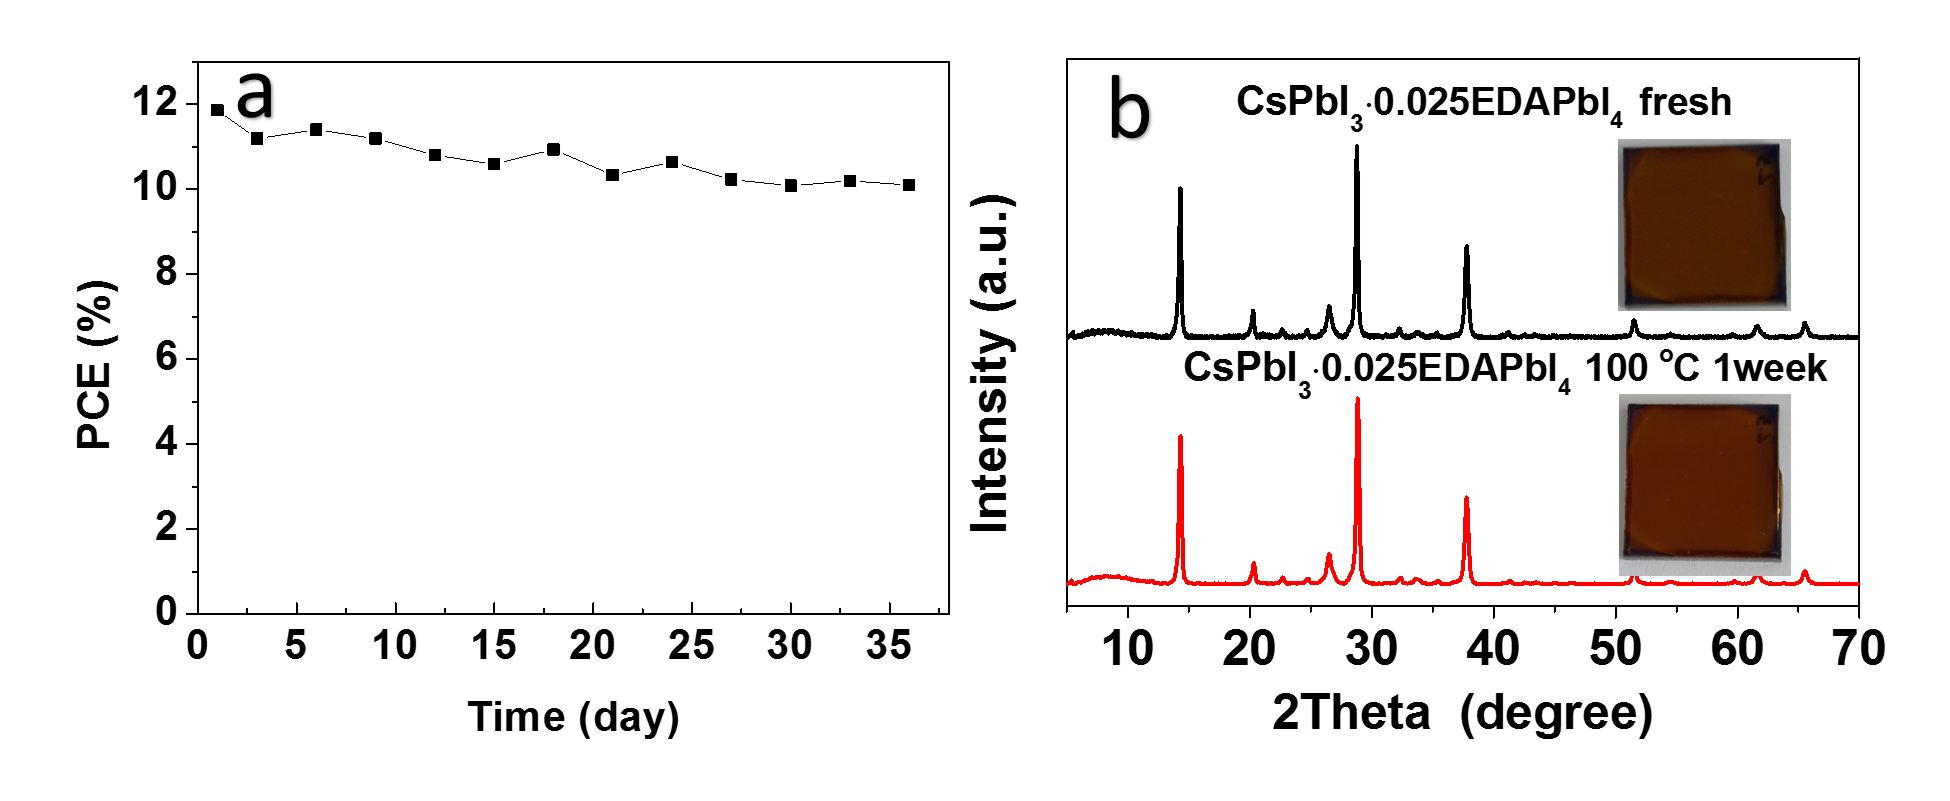 a
12
10
8
6
4
2
0
PCE (%)
0 5 10 15 20 25 30 35
Time (day)
b
CsPbI₃·0.025EDAPbI₄ fresh
CsPbI₃·0.025EDAPbI₄ 100 °C 1week
Intensity (a.u.)
10 20 30 40 50 60 70
2Theta (degree)